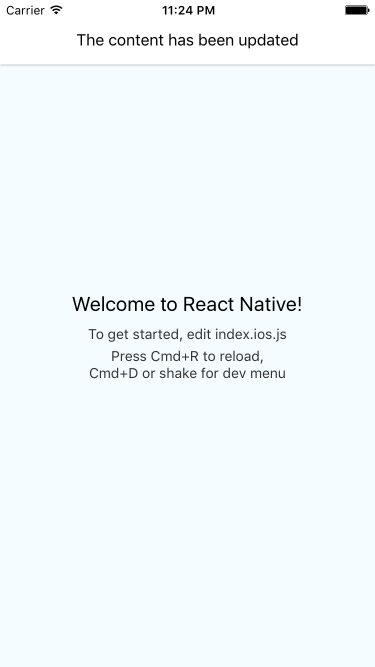 Carrier 11:24 PM
The content has been updated
Welcome to React Native!
To get started, edit index.ios.js
Press Cmd+R to reload,
Cmd+D or shake for dev menu